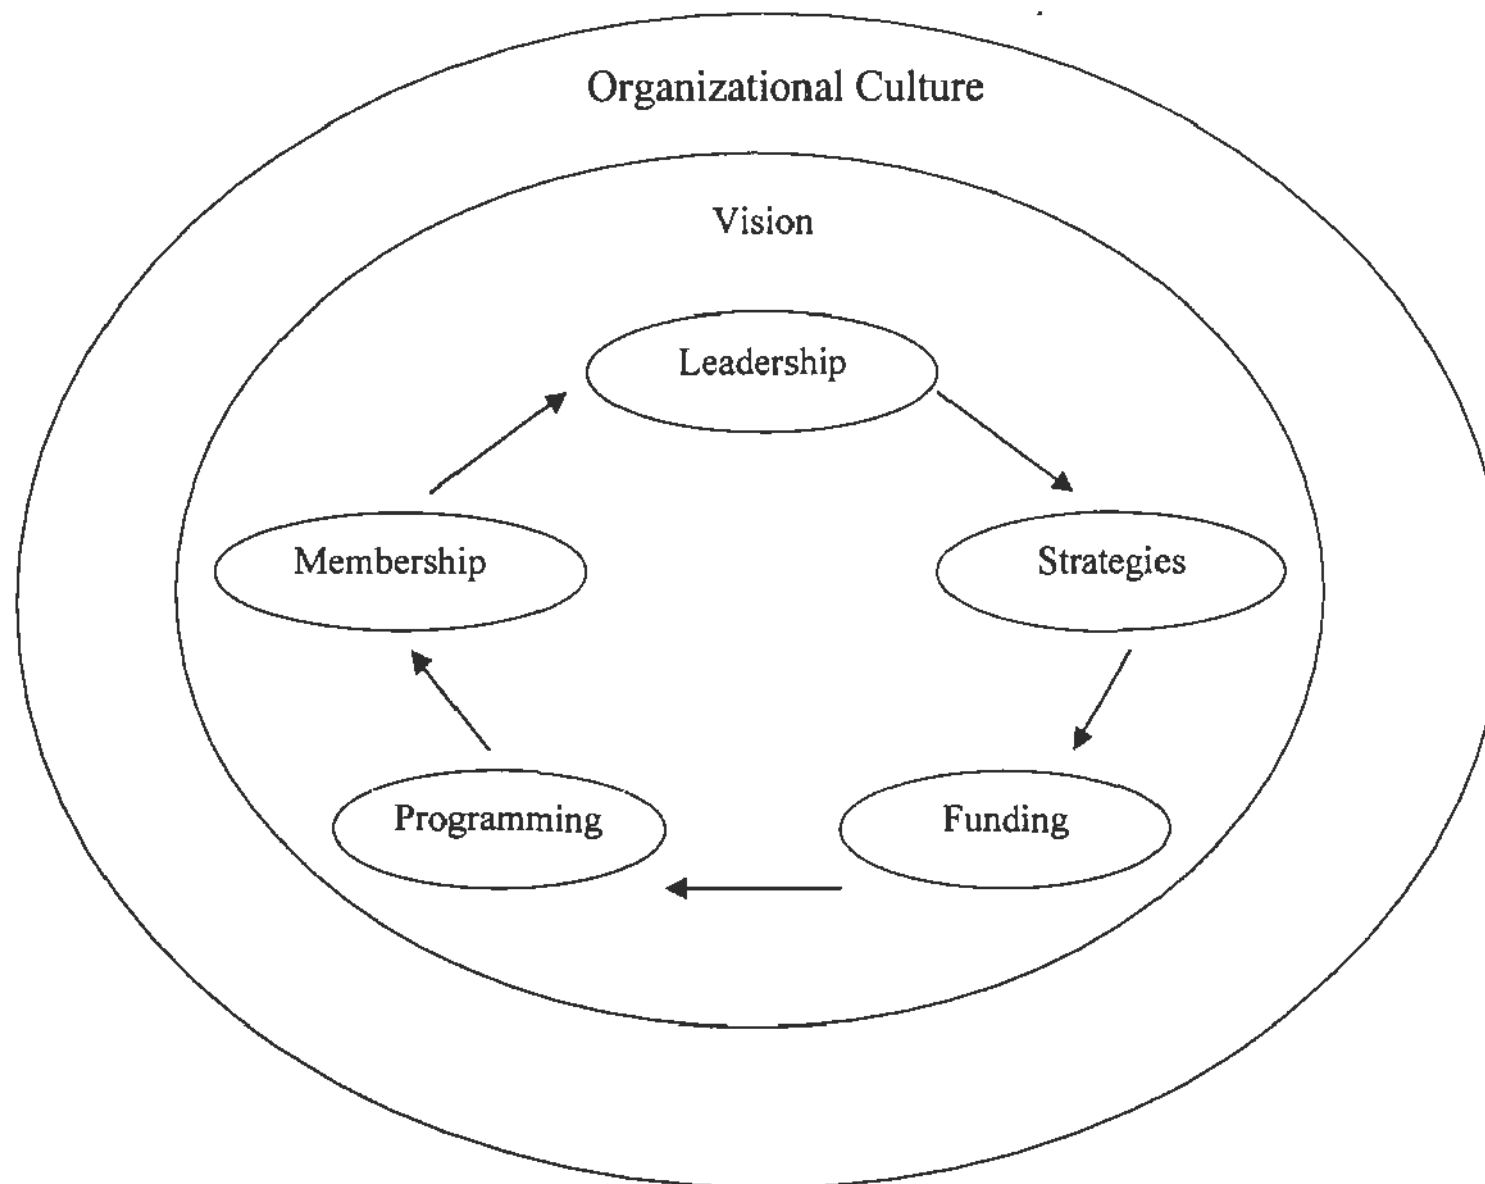 Organizational Culture
Vision
Leadership
Membership
Strategies
Programming
Funding